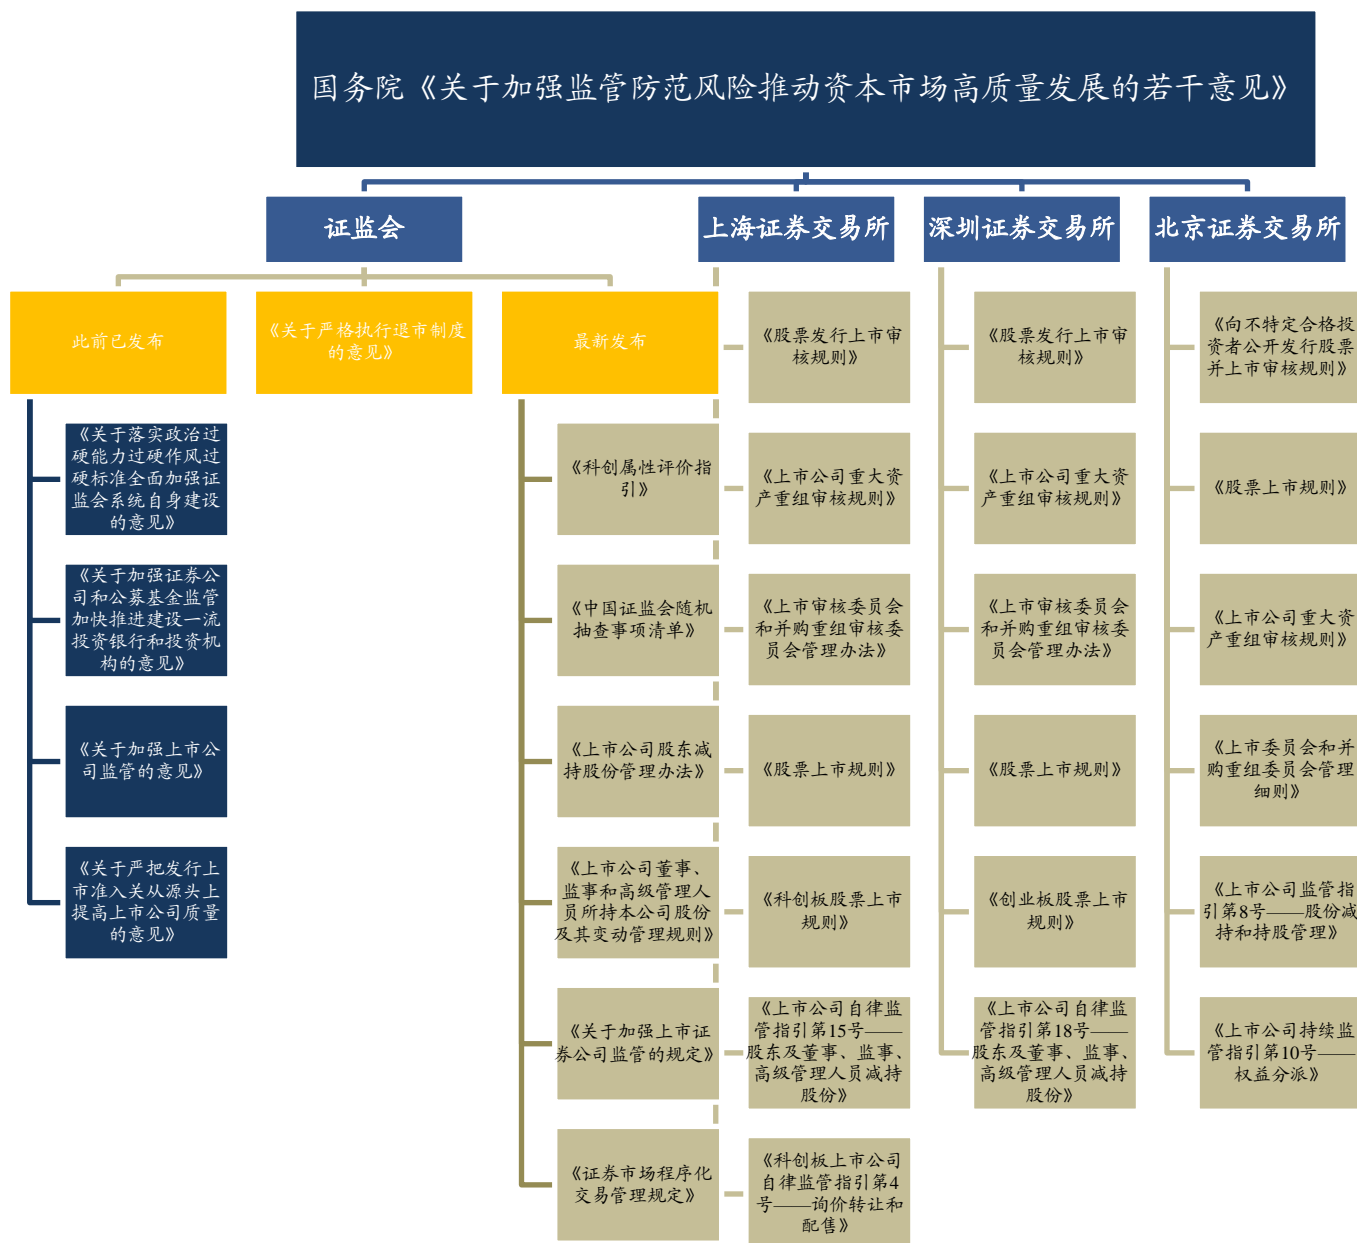 国务院《关于加强监管防范风险推动资本市场高质量发展的若干意见》
证监会
此前已发布
《关于落实政治过
硬能力过硬作风过
硬标准全面加强证
监会系统自身建设
的意见》
《关于加强证券公
司和公募基金监管
加快推进建设一流
投资银行和投资机
构的意见》
《关于加强上市公
司监管的意见》
《关于严把发行上
市准入关从源头上
提高上市公司质量
的意见》
《关于严格执行退市制度
的意见》
最新发布
《科创属性评价指
引》
《中国证监会随机
抽查事项清单》
《上市公司股东减
持股份管理办法》
《上市公司董事、
监事和高级管理人
员所持本公司股份
及其变动管理规则》
《关于加强上市证
券公司监管的规定》
《证券市场程序化
交易管理规定》
上海证券交易所
《股票发行上市审
核规则》
《上市公司重大资
产重组审核规则》
《上市审核委员会
和并购重组审核委
员会管理办法》
《股票上市规则》
《科创板股票上市
规则》
《上市公司自律监
管指引第15号——
股东及董事、监事、
高级管理人员减持
股份》
《科创板上市公司
自律监管指引第4
号——询价转让和
配售》
深圳证券交易所
《股票发行上市审
核规则》
《上市公司重大资
产重组审核规则》
《上市审核委员会
和并购重组审核委
员会管理办法》
《股票上市规则》
《创业板股票上市
规则》
《上市公司自律监
管指引第18号——
股东及董事、监事、
高级管理人员减持
股份》
北京证券交易所
《向不特定合格投
资者公开发行股票
并上市审核规则》
《股票上市规则》
《上市公司重大资
产重组审核规则》
《上市委员会和并
购重组委员会管理
细则》
《上市公司监管指
引第8号——股份减
持和持股管理》
《上市公司持续监
管指引第10号——
权益分派》